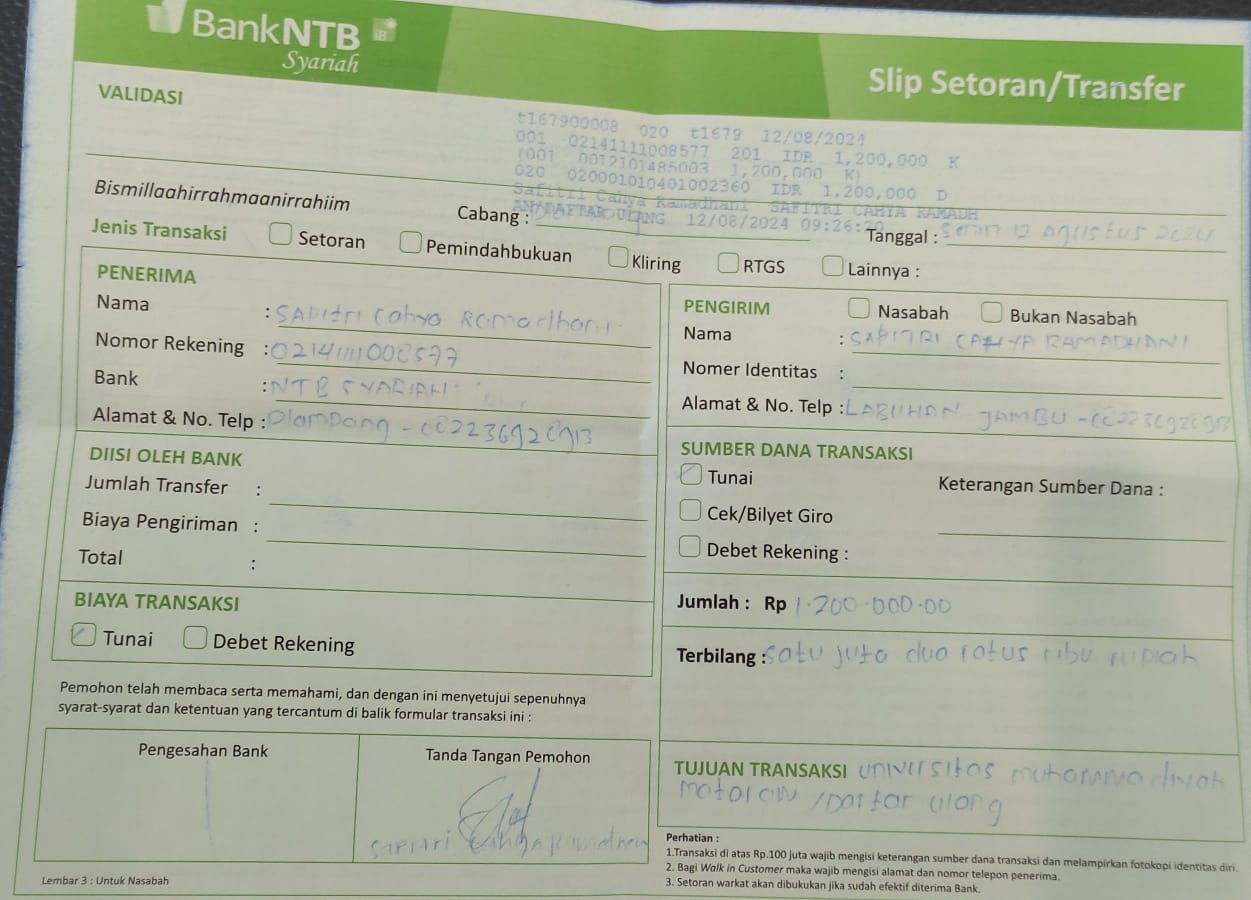 BankNTB iB
Syariah
Slip Setoran/Transfer
VALIDASI
t167900008 020 t1679 12/08/2024
001 02141111008577 201 IDR 1,200,000 K
(001 0012101485003 1,200,000 K)
020 020001010401002360 IDR 1,200,000 D
Safitri Cahya Ramadhani SAFITRI CAHYA RAMADH
AN/DAFTAR ULANG 12/08/2024 09:26:
Bismillaahirrahmaanirrahiim
Cabang :
Tanggal : Senin 12 Agustus 2024
Jenis Transaksi Setoran Pemindahbukuan Kliring RTGS Lainnya :
PENERIMA
Nama : SAPitri Cahya Ramadhani
Nomor Rekening : 02141111008577
Bank : NTB SYARIAH
Alamat & No. Telp : Plampang -
DIISI OLEH BANK
Jumlah Transfer :
Biaya Pengiriman :
Total :
BIAYA TRANSAKSI
Tunai Debet Rekening
PENGIRIM Nasabah Bukan Nasabah
Nama : SAPITRI CAHYA RAMADHANI
Nomer Identitas :
Alamat & No. Telp : LABUHAN JAMBU -
SUMBER DANA TRANSAKSI
Tunai Keterangan Sumber Dana :
Cek/Bilyet Giro
Debet Rekening :
Jumlah : Rp 1.200.000.00
Terbilang : satu juta dua ratus ribu rupiah
TUJUAN TRANSAKSI universitas muhammadiyah
mataram /Daftar ulang
Pemohon telah membaca serta memahami, dan dengan ini menyetujui sepenuhnya
syarat-syarat dan ketentuan yang tercantum di balik formular transaksi ini :
Pengesahan Bank
Tanda Tangan Pemohon
SAPitri Cahya Ramadhani
Perhatian :
1.Transaksi di atas Rp.100 juta wajib mengisi keterangan sumber dana transaksi dan melampirkan fotokopi identitas diri.
2. Bagi Walk in Customer maka wajib mengisi alamat dan nomor telepon penerima.
3. Setoran warkat akan dibukukan jika sudah efektif diterima Bank.
Lembar 3 : Untuk Nasabah